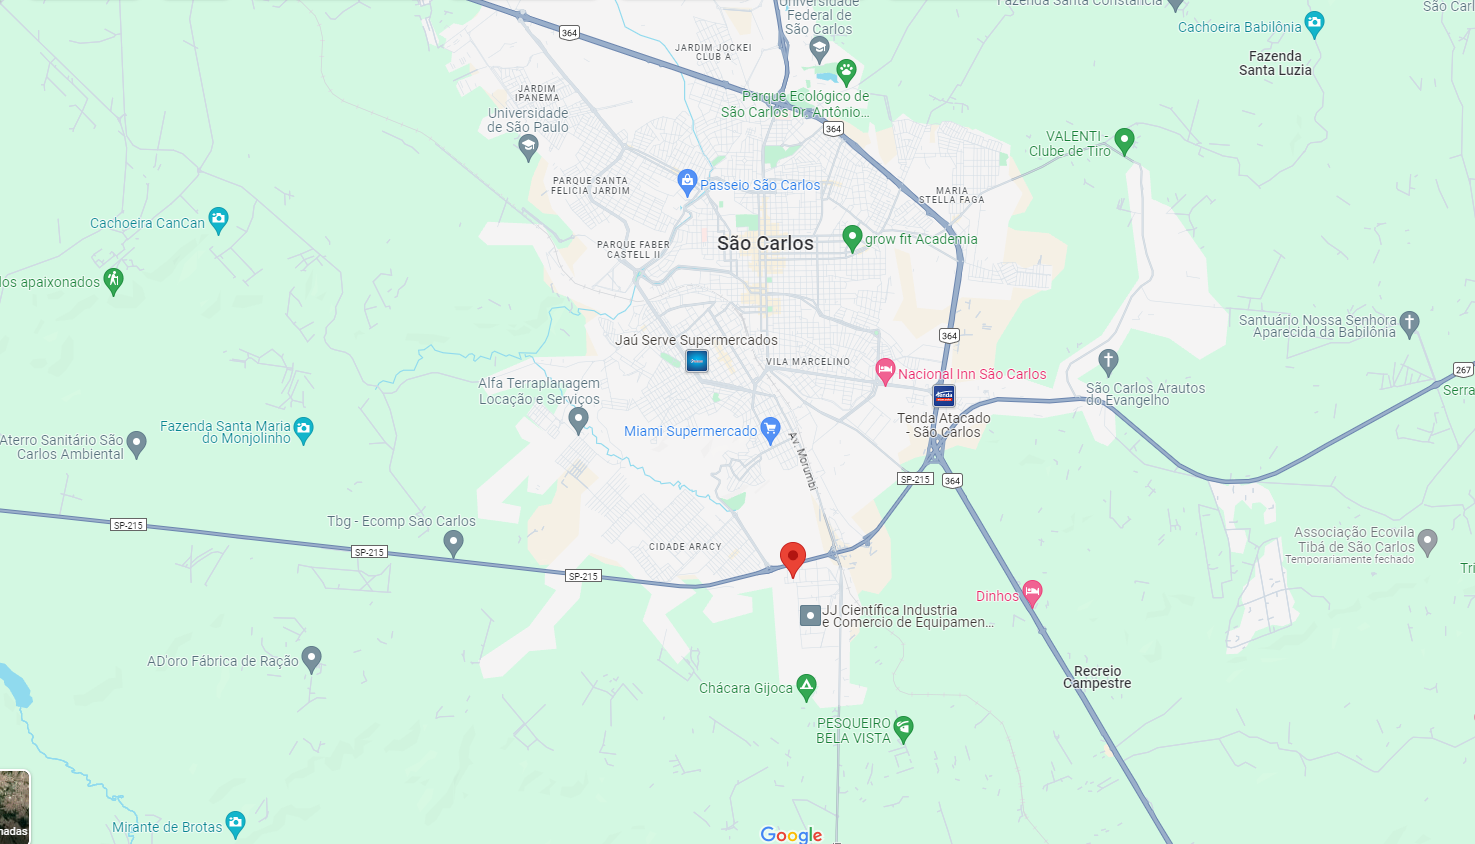 Universidade
Federal de
São Carlos
Fazenda Santa Constância
São Carl
364
Cachoeira Babilônia
JARDIM JOCKEI
CLUB A
Fazenda
Santa Luzia
JARDIM
IPANEMA
Parque Ecológico de
São Carlos Dr. Antônio...
Universidade
de São Paulo
364
VALENTI -
Clube de Tiro
PARQUE SANTA
FELICIA JARDIM
Passeio São Carlos
MARIA
STELLA FAGA
Cachoeira CanCan
PARQUE FABER
CASTELL II
São Carlos
grow fit Academia
los apaixonados
Santuário Nossa Senhora
Aparecida da Babilônia
364
Jaú Serve Supermercados
VILA MARCELINO
Nacional Inn São Carlos
267
Alfa Terraplanagem
Locação e Serviços
São Carlos Arautos
do Evangelho
Serra
Tenda
Tenda Atacado
- São Carlos
Fazenda Santa Maria
do Monjolinho
Miami Supermercado
Aterro Sanitário São
Carlos Ambiental
Av. Morumbi
SP-215
364
Tbg - Ecomp Sao Carlos
SP-215
SP-215
Associação Ecovila
Tibá de São Carlos
Temporariamente fechado
CIDADE ARACY
SP-215
Tri
Dinhos
JJ Científica Industria
e Comercio de Equipamen...
AD'oro Fábrica de Ração
Recreio
Campestre
Chácara Gijoca
PESQUEIRO
BELA VISTA
Mirante de Brotas
nadas
Google